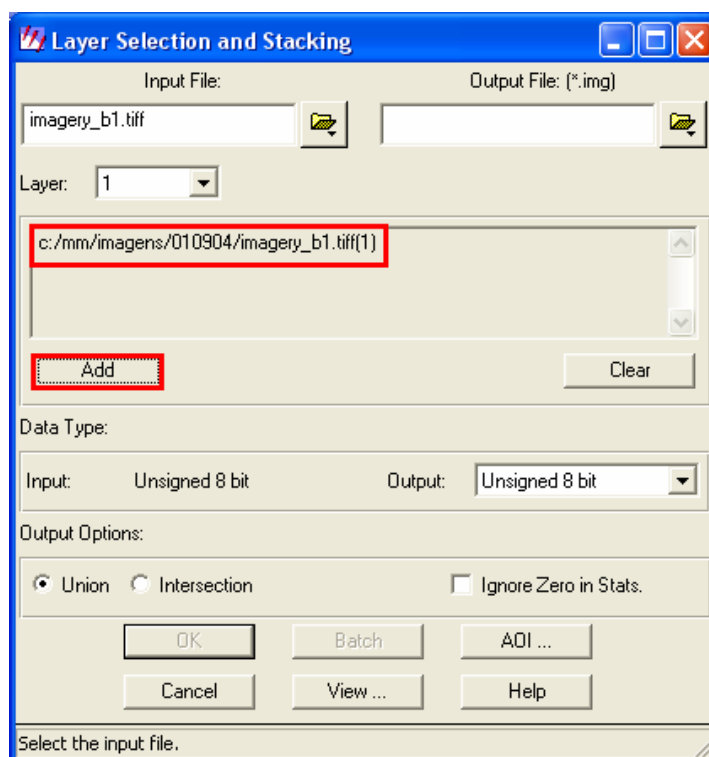 Layer Selection and Stacking
Input File: Output File: (*.img)
imagery_b1.tiff
Layer: 1
c:/mm/imagens/010904/imagery_b1.tiff(1)
Add Clear
Data Type:
Input: Unsigned 8 bit Output: Unsigned 8 bit
Output Options:
Union Intersection Ignore Zero in Stats.
OK Batch AOI ...
Cancel View ... Help
Select the input file.